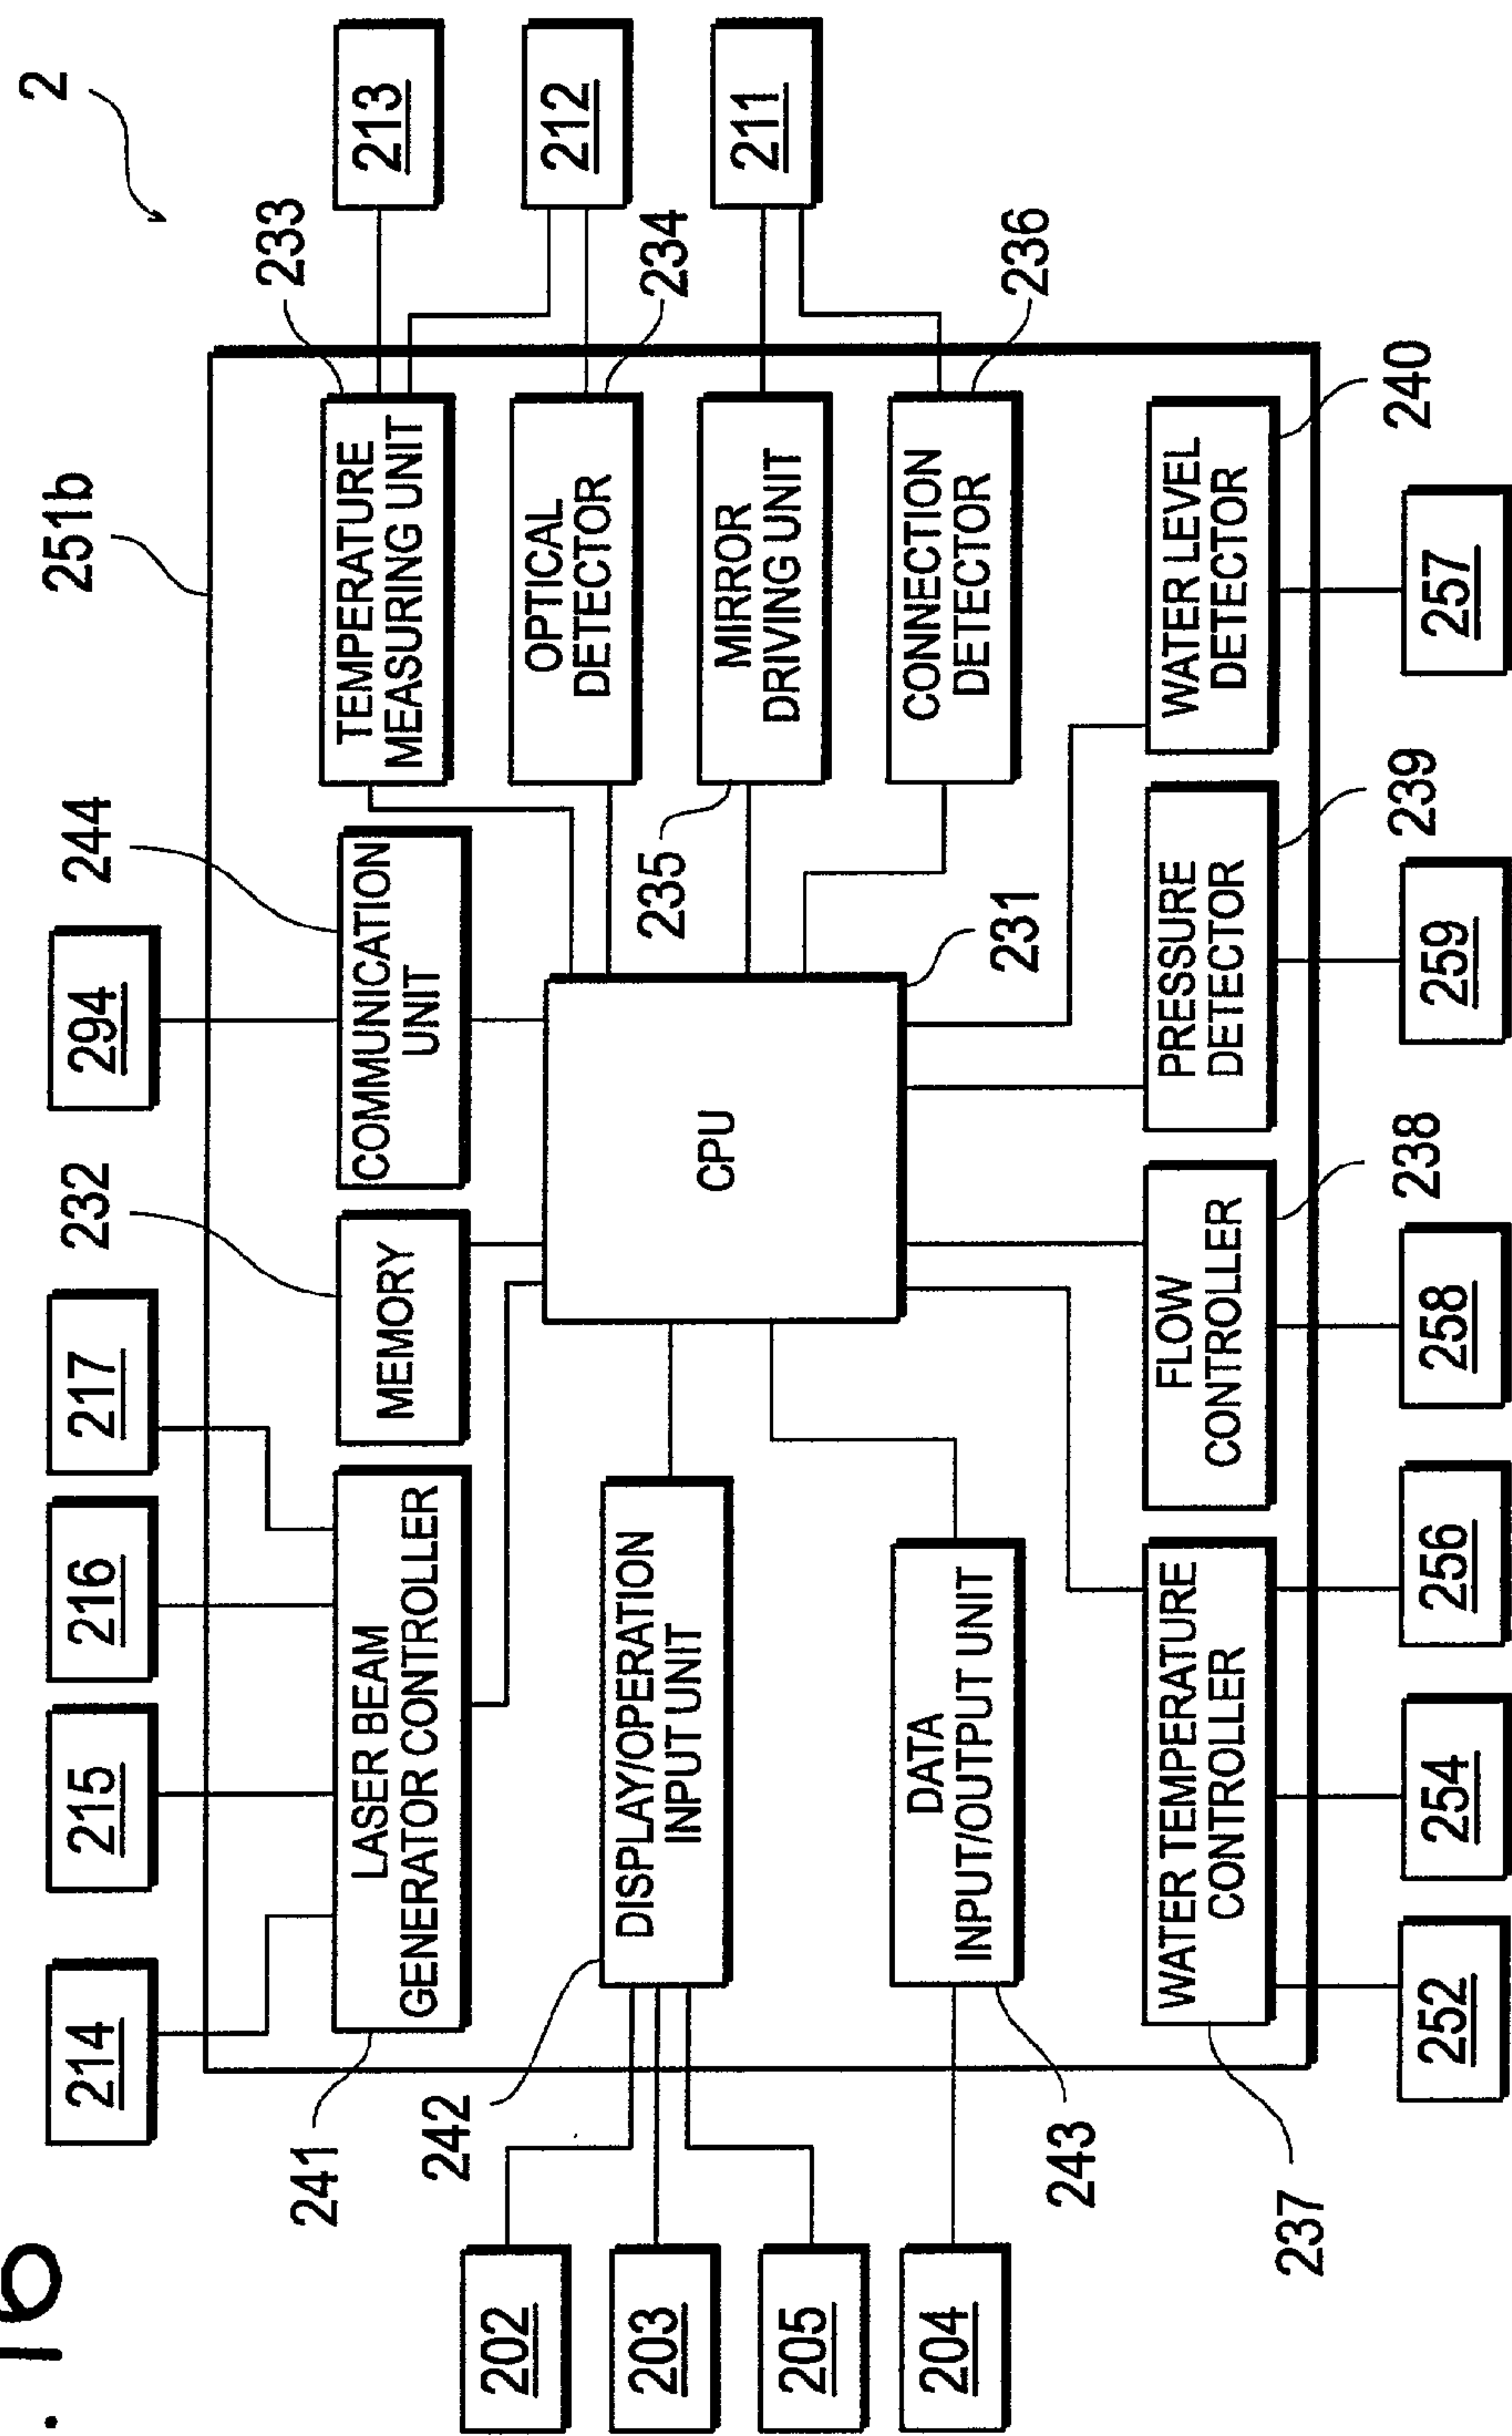 . 16
2
251b
232
244
214
215
216
217
294
241
LASER BEAM
GENERATOR CONTROLLER
MEMORY
COMMUNICATION
UNIT
TEMPERATURE
MEASURING UNIT
233
213
202
203
205
204
242
DISPLAY/OPERATION
INPUT UNIT
CPU
OPTICAL
DETECTOR
234
212
235
MIRROR
DRIVING UNIT
211
DATA
INPUT/OUTPUT UNIT
243
231
CONNECTION
DETECTOR
236
237
WATER TEMPERATURE
CONTROLLER
FLOW
CONTROLLER
238
PRESSURE
DETECTOR
239
WATER LEVEL
DETECTOR
240
252
254
256
258
259
257